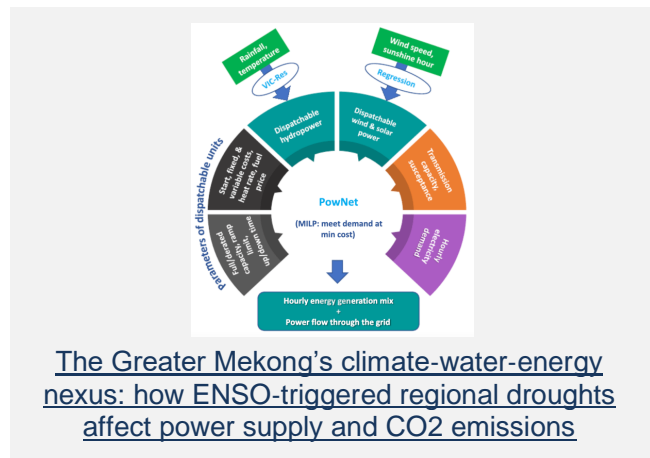 Rainfall,
temperature
Wind speed,
sunshine hour
VIC-Res
Regression
Dispatchable
hydropower
Dispatchable
wind & solar
power
Parameters of dispatchable units
Start, fixed, &
variable costs,
heat rate, fuel
price
Transmission
capacity,
susceptance
Full/derated
capacity, ramp
limit,
up/down time
Hourly
electricity
demand
PowNet
(MILP: meet demand at
min cost)
Hourly energy generation mix
+
Power flow through the grid
The Greater Mekong’s climate-water-energy
nexus: how ENSO-triggered regional droughts
affect power supply and CO2 emissions